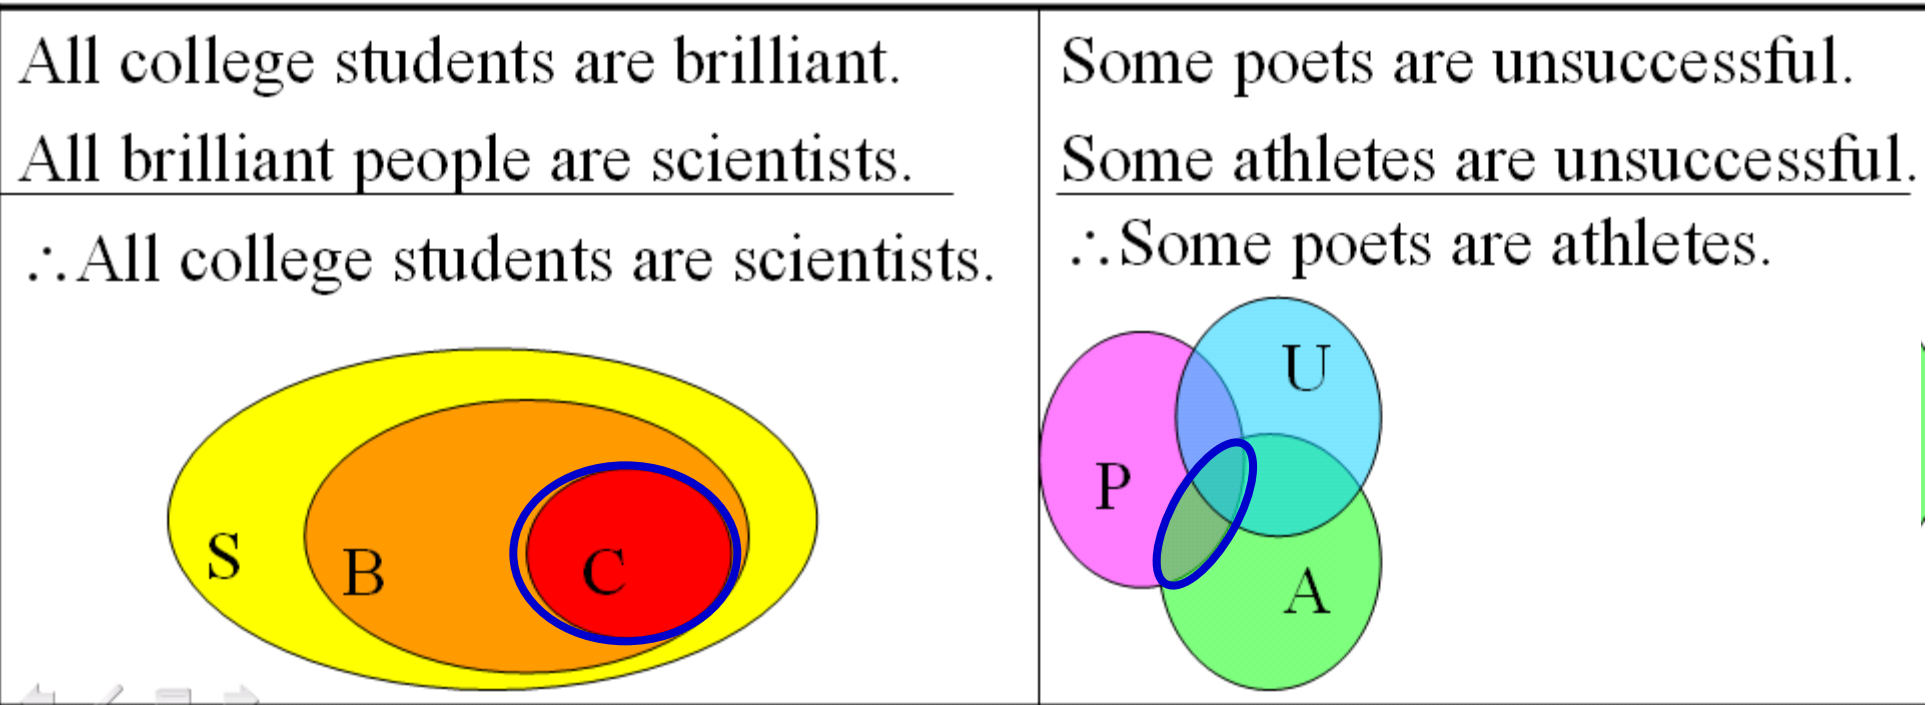 All college students are brilliant.
All brilliant people are scientists.
∴All college students are scientists.
S
B
C
Some poets are unsuccessful.
Some athletes are unsuccessful.
∴Some poets are athletes.
U
P
A